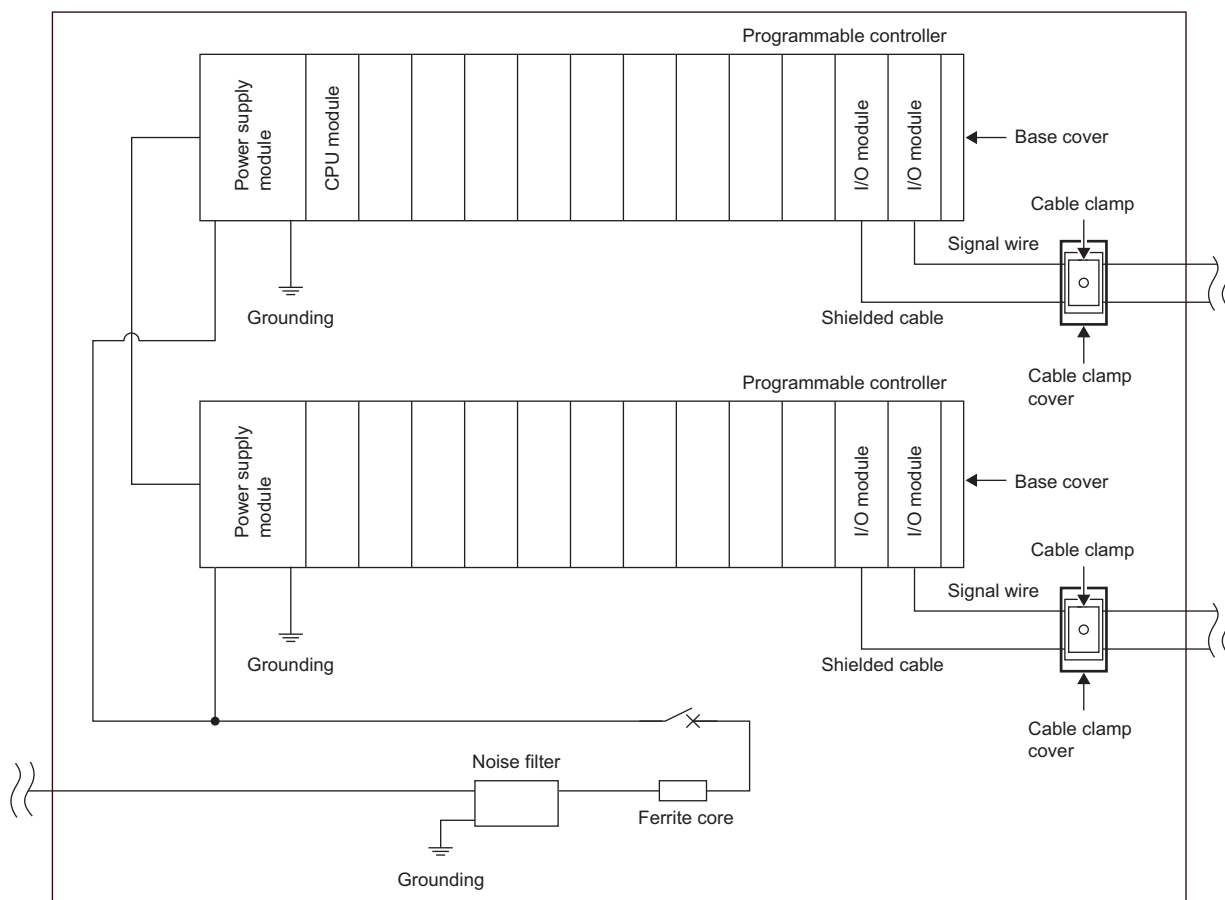 Programmable controller
Power supply
module
CPU module
I/O module
I/O module
Base cover
Cable clamp
Signal wire
Grounding
Shielded cable
Cable clamp
cover
Programmable controller
Power supply
module
I/O module
I/O module
Base cover
Cable clamp
Signal wire
Grounding
Shielded cable
Cable clamp
cover
Noise filter
Ferrite core
Grounding